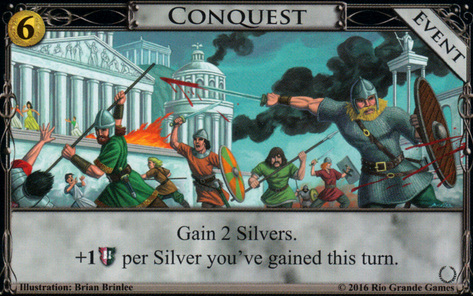 6
CONQUEST
EVENT
Gain 2 Silvers.
+1 per Silver you've gained this turn.
Illustration: Brian Brinlee
© 2016 Rio Grande Games